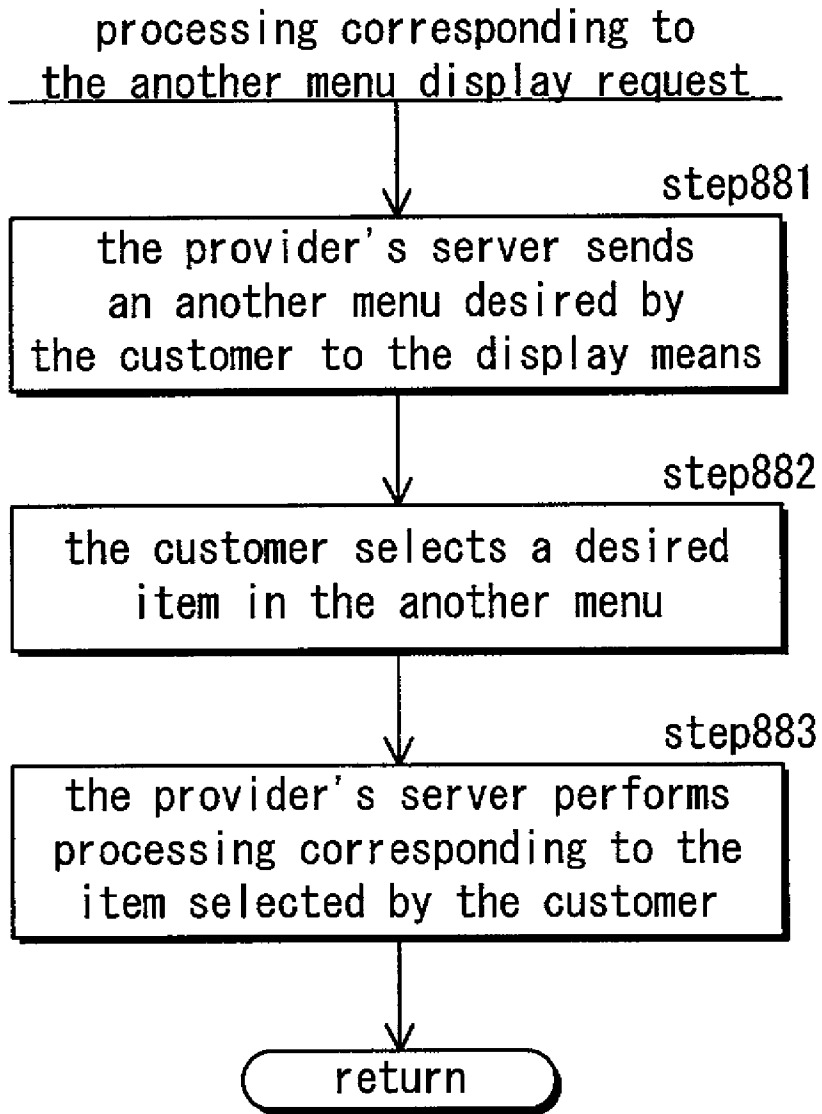 processing corresponding to
the another menu display request
step881
the provider's server sends
an another menu desired by
the customer to the display means
step882
the customer selects a desired
item in the another menu
step883
the provider's server performs
processing corresponding to the
item selected by the customer
return